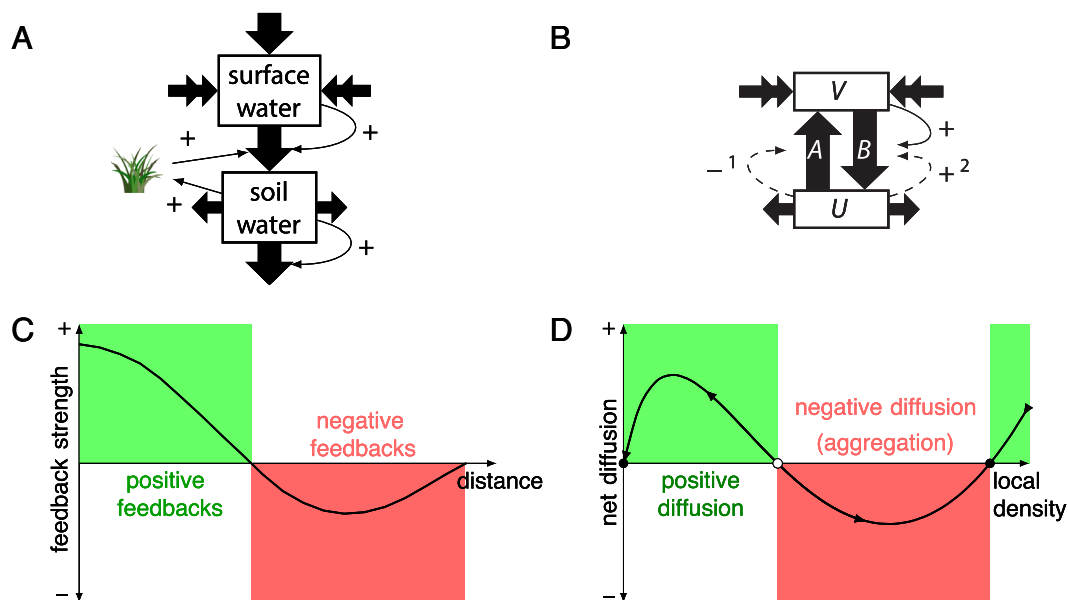 A
surface
water
+
+
soil
water
+
+
B
V
+
A
B
− 1
+ 2
U
C
+
feedback strength
negative
feedbacks
positive
feedbacks
distance
−
D
+
net diffusion
negative diffusion
(aggregation)
positive
diffusion
local
density
−